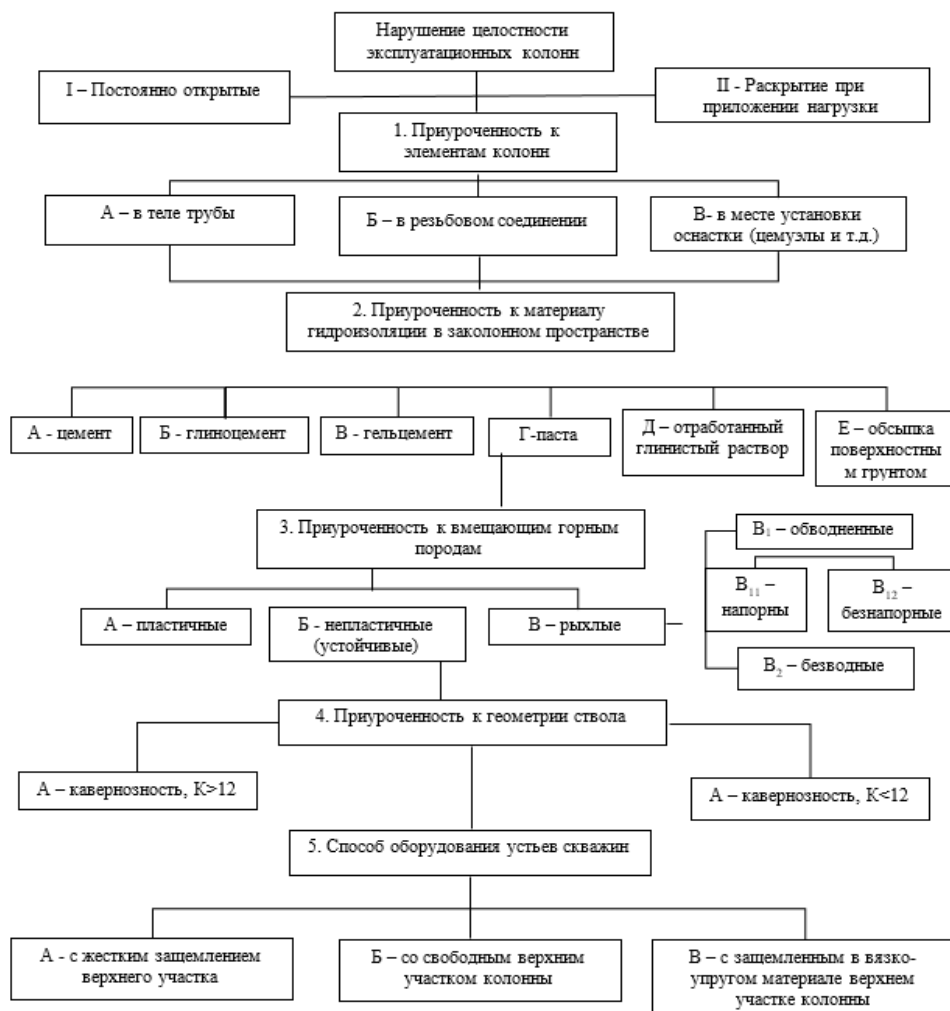 Нарушение целостности
эксплуатационных колонн
I – Постоянно открытые
II - Раскрытие при
приложении нагрузки
1. Приуроченность к
элементам колонн
А – в теле трубы
Б – в резьбовом соединении
В- в месте установки
оснастки (цемуэлы и т.д.)
2. Приуроченность к материалу
гидроизоляции в заколонном пространстве
А - цемент
Б - глиноцемент
В - гельцемент
Г-паста
Д – отработанный
глинистый раствор
Е – обсыпка
поверхностны
м грунтом
3. Приуроченность к вмещающим горным
породам
В₁ – обводненные
В₁₁ –
напорны
В₁₂ –
безнапорные
А – пластичные
Б - непластичные
(устойчивые)
В – рыхлые
В₂ – безводные
4. Приуроченность к геометрии ствола
А – кавернозность, К>12
А – кавернозность, К<12
5. Способ оборудования устьев скважин
А - с жестким защемлением
верхнего участка
Б – со свободным верхним
участком колонны
В – с защемленным в вязко-
упругом материале верхнем
участке колонны